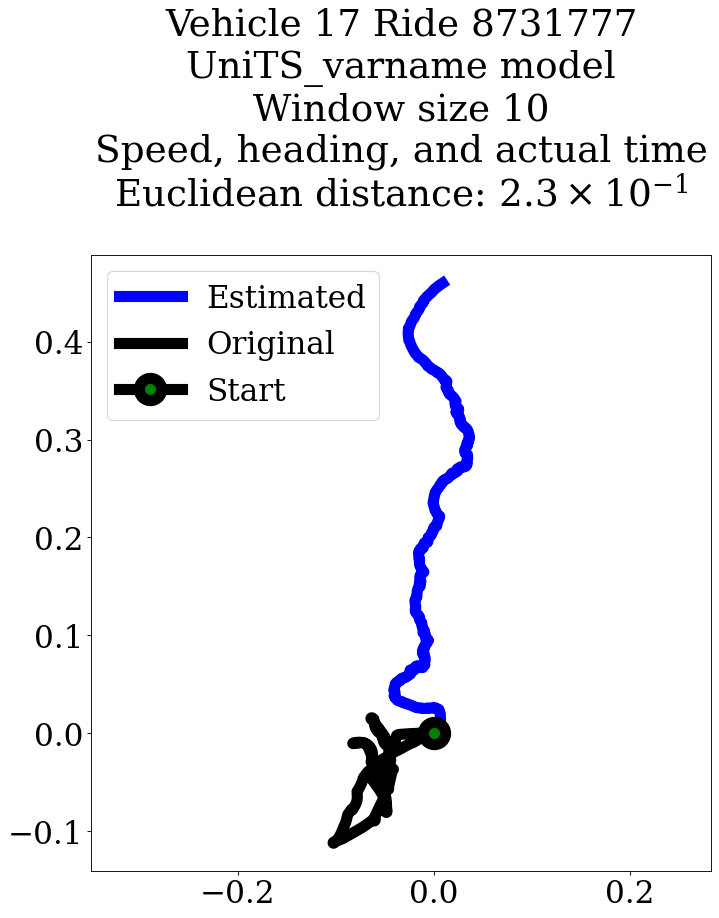 Vehicle 17 Ride 8731777
UniTS_varname model
Window size 10
Speed, heading, and actual time
Euclidean distance: 2.3 × 10⁻¹
Estimated
Original
Start
0.4
0.3
0.2
0.1
0.0
−0.1
−0.2 0.0 0.2